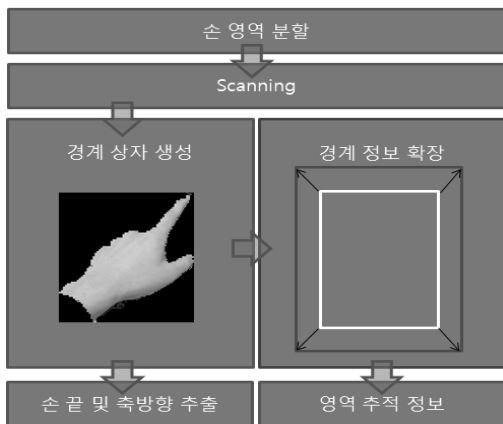 손 영역 분할
Scanning
경계 상자 생성
경계 정보 확장
손 끝 및 축방향 추출
영역 추적 정보